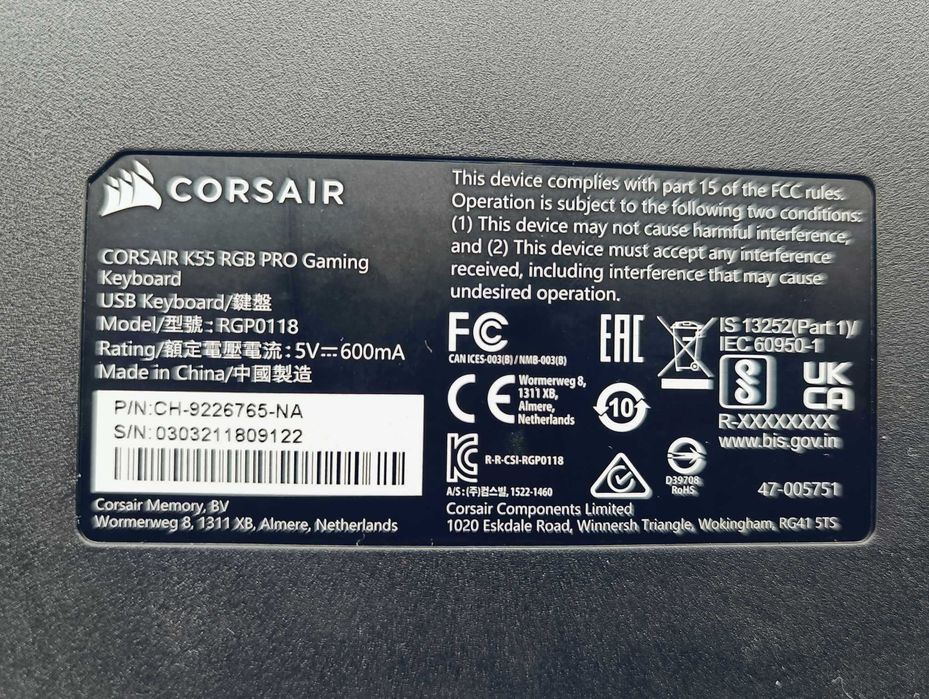 CORSAIR
CORSAIR K55 RGB PRO Gaming
Keyboard
USB Keyboard/鍵盤
Model/型號:RGP0118
Rating/額定電壓電流:5V⎓600mA
Made in China/中國製造
P/N:CH-9226765-NA
S/N:0303211809122
Corsair Memory, BV
Wormerweg 8, 1311 XB, Almere, Netherlands
This device complies with part 15 of the FCC rules.
Operation is subject to the following two conditions:
(1) This device may not cause harmful interference,
and (2) This device must accept any interference
received, including interference that may cause
undesired operation.
FC
CAN ICES-003(B) / NMB-003(B)
EAC
IS 13252(Part 1)/
IEC 60950-1
CE
Wormerweg 8,
1311 XB,
Almere,
Netherlands
10
UK
CA
R-XXXXXXXX
www.bis.gov.in
KC
R-R-CSI-RGP0118
D39708
RoHS
A/S : (주)컴스빌, 1522-1460
47-005751
Corsair Components Limited
1020 Eskdale Road, Winnersh Triangle, Wokingham, RG41 5TS